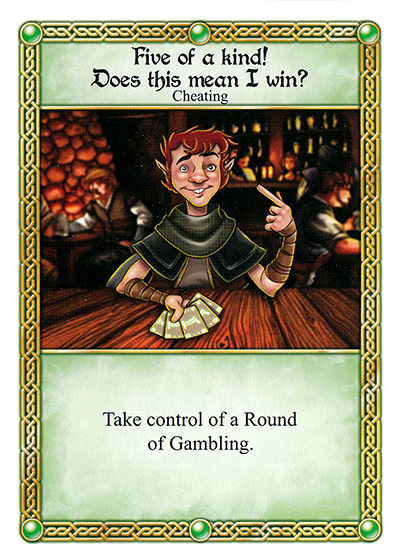 Five of a kind!
Does this mean I win?
Cheating
Take control of a Round
of Gambling.